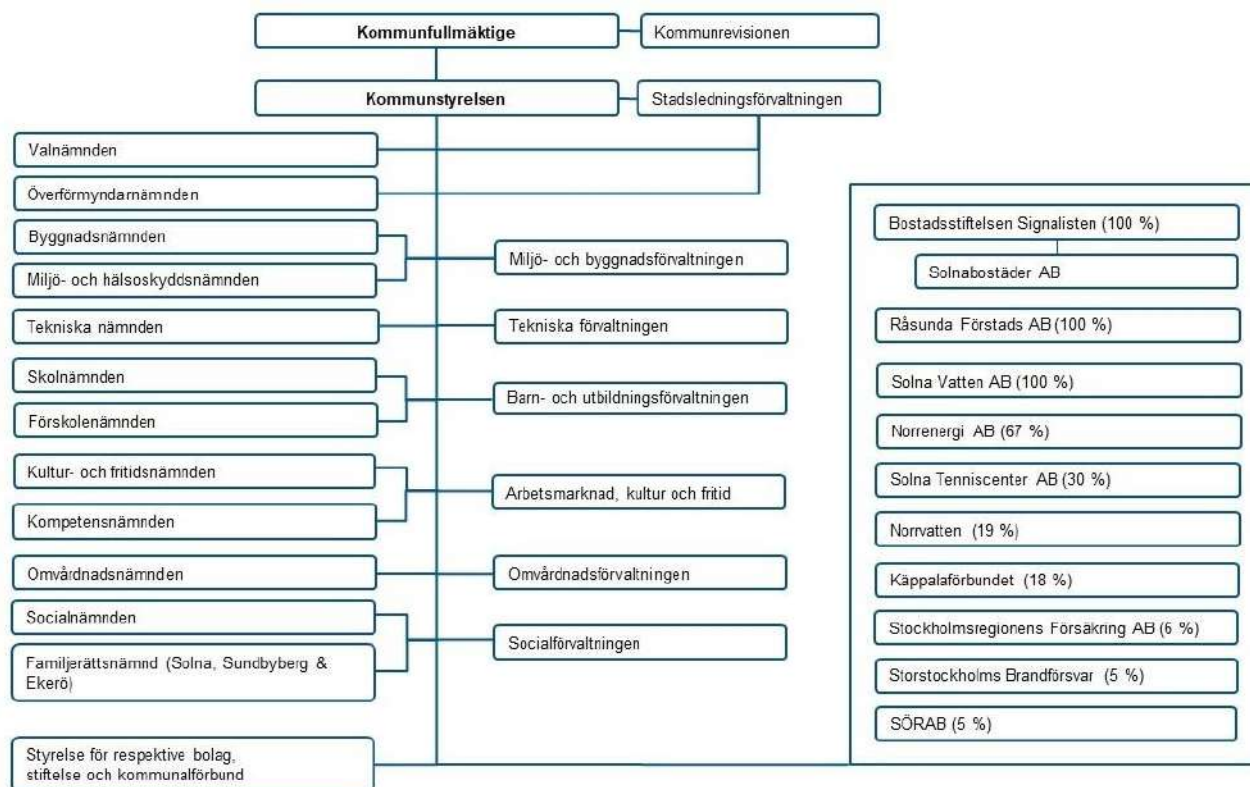 Kommunfullmäktige
Kommunrevisionen
Kommunstyrelsen
Stadsledningsförvaltningen
Valnämnden
Överförmyndarnämnden
Byggnadsnämnden
Miljö- och hälsoskyddsnämnden
Miljö- och byggnadsförvaltningen
Tekniska nämnden
Tekniska förvaltningen
Skolnämnden
Förskolenämnden
Barn- och utbildningsförvaltningen
Kultur- och fritidsnämnden
Kompetensnämnden
Arbetsmarknad, kultur och fritid
Omvårdnadsnämnden
Omvårdnadsförvaltningen
Socialnämnden
Familjerättsnämnd (Solna, Sundbyberg &
Ekerö)
Socialförvaltningen
Styrelse för respektive bolag,
stiftelse och kommunalförbund
Bostadsstiftelsen Signalisten (100 %)
Solnabostäder AB
Råsunda Förstads AB (100 %)
Solna Vatten AB (100 %)
Norrenergi AB (67 %)
Solna Tenniscenter AB (30 %)
Norrvatten (19 %)
Käppalaförbundet (18 %)
Stockholmsregionens Försäkring AB (6 %)
Storstockholms Brandförsvar (5 %)
SÖRAB (5 %)